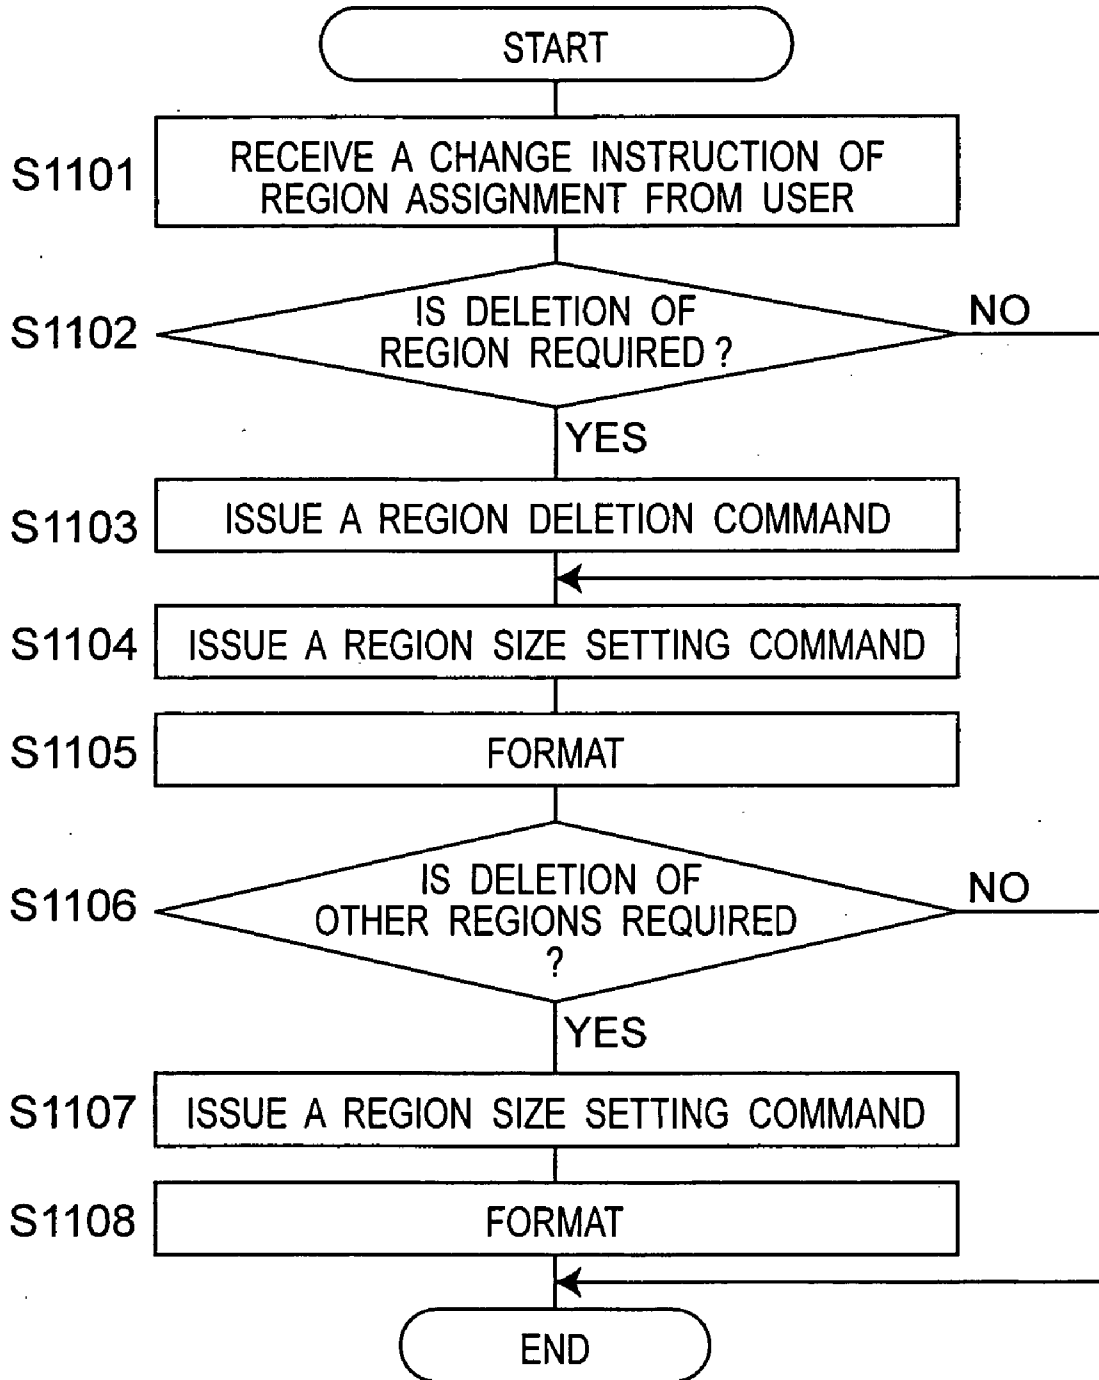 START
S1101
RECEIVE A CHANGE INSTRUCTION OF
REGION ASSIGNMENT FROM USER
S1102
IS DELETION OF
REGION REQUIRED ?
NO
YES
S1103
ISSUE A REGION DELETION COMMAND
S1104
ISSUE A REGION SIZE SETTING COMMAND
S1105
FORMAT
S1106
IS DELETION OF
OTHER REGIONS REQUIRED
?
NO
YES
S1107
ISSUE A REGION SIZE SETTING COMMAND
S1108
FORMAT
END